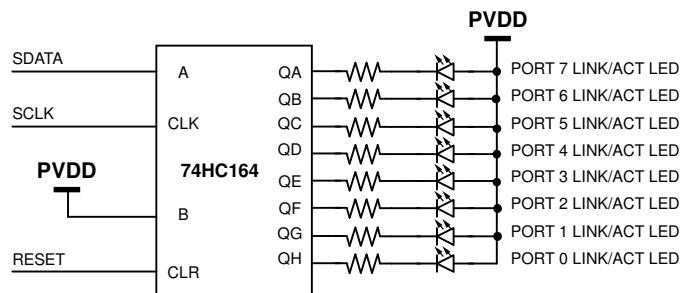 PVDD
SDATA
A
QA
PORT 7 LINK/ACT LED
QB
PORT 6 LINK/ACT LED
SCLK
CLK
QC
PORT 5 LINK/ACT LED
QD
PORT 4 LINK/ACT LED
PVDD
74HC164
QE
PORT 3 LINK/ACT LED
B
QF
PORT 2 LINK/ACT LED
QG
PORT 1 LINK/ACT LED
RESET
CLR
QH
PORT 0 LINK/ACT LED